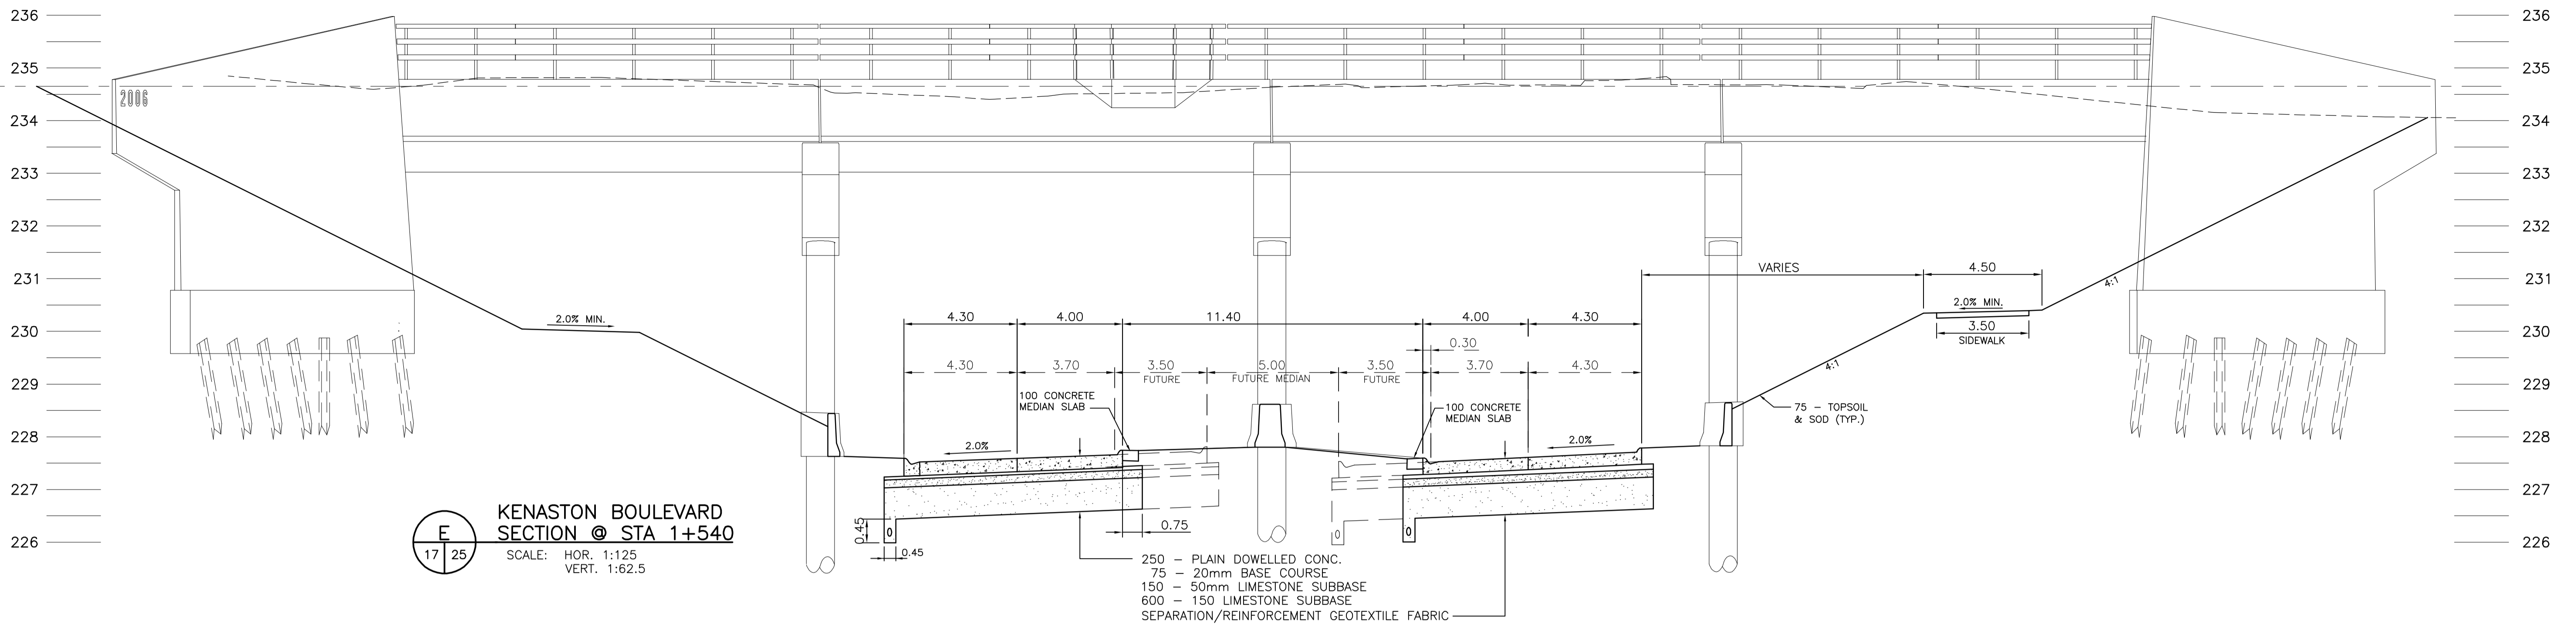 236
235
234
233
232
231
230
229
228
227
226
2006
2.0% MIN.
VARIES
4.50
4:1
2.0% MIN.
3.50
SIDEWALK
4:1
75 – TOPSOIL
& SOD (TYP.)
4.30
4.00
11.40
4.00
4.30
0.30
4.30
3.70
3.50
FUTURE
5.00
FUTURE MEDIAN
3.50
FUTURE
3.70
4.30
100 CONCRETE
MEDIAN SLAB
100 CONCRETE
MEDIAN SLAB
2.0%
2.0%
0.45
0.45
0.75
250 – PLAIN DOWELLED CONC.
75 – 20mm BASE COURSE
150 – 50mm LIMESTONE SUBBASE
600 – 150 LIMESTONE SUBBASE
SEPARATION/REINFORCEMENT GEOTEXTILE FABRIC
E
17 25
KENASTON BOULEVARD
SECTION @ STA 1+540
SCALE: HOR. 1:125
VERT. 1:62.5
236
235
234
233
232
231
230
229
228
227
226